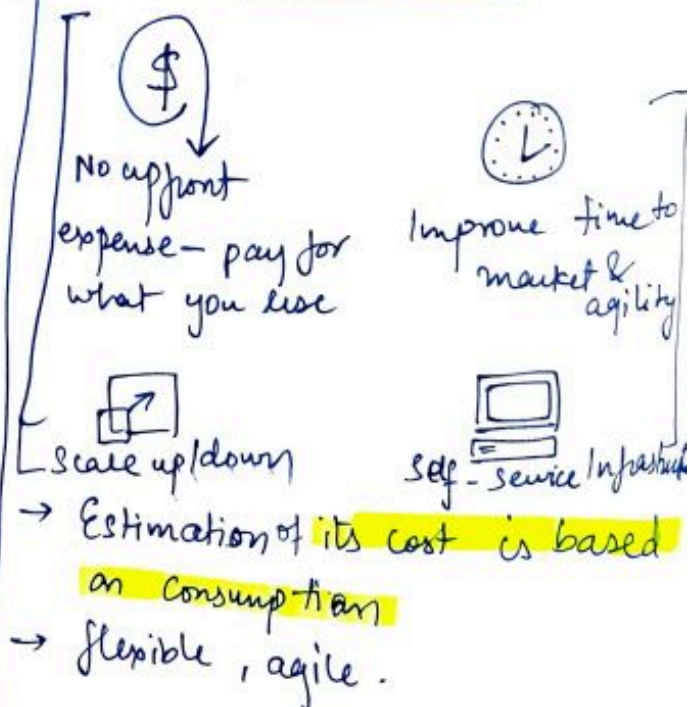 $
No upfront
expense – pay for
what you use
Improve time to
market &
agility
Scale up/down
Self-service
→ Estimation of its cost is based
on consumption
→ flexible, agile.